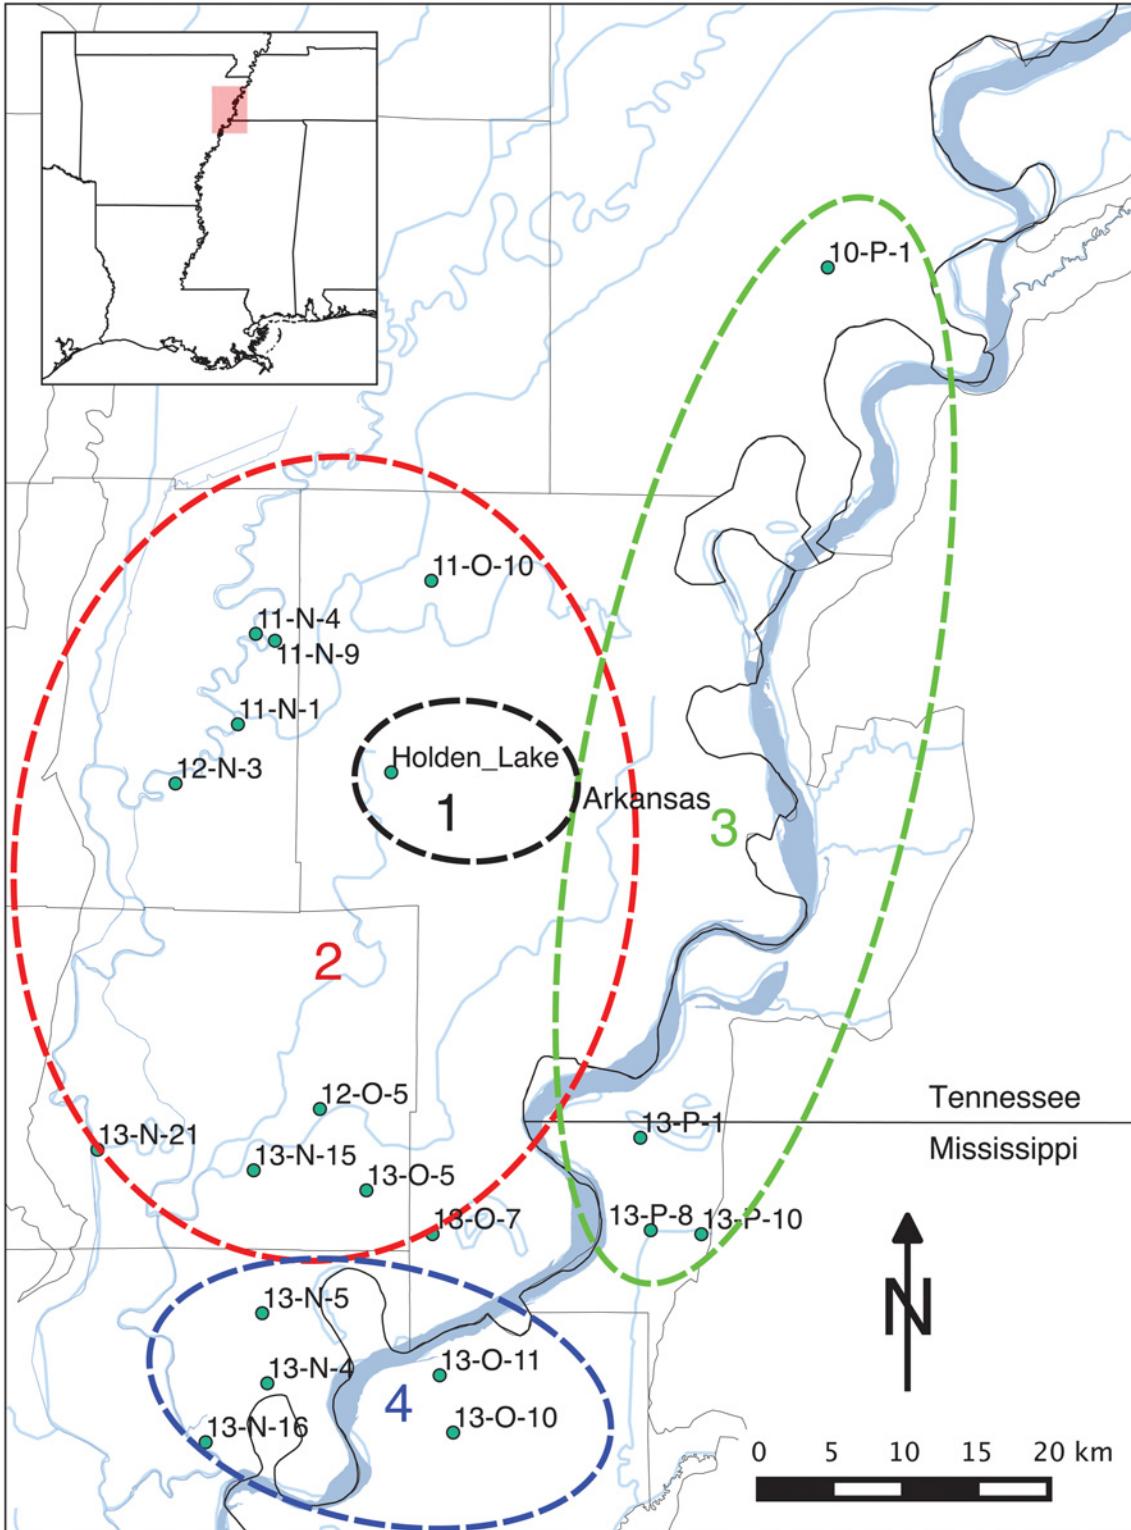 10-P-1
11-O-10
11-N-4
11-N-9
11-N-1
12-N-3
Holden_Lake
1
Arkansas
3
2
12-O-5
Tennessee
13-N-21
13-P-1
Mississippi
13-N-15
13-O-5
13-O-7
13-P-8
13-P-10
13-N-5
N
13-N-4
13-O-11
4
13-N-16
13-O-10
0 5 10 15 20 km